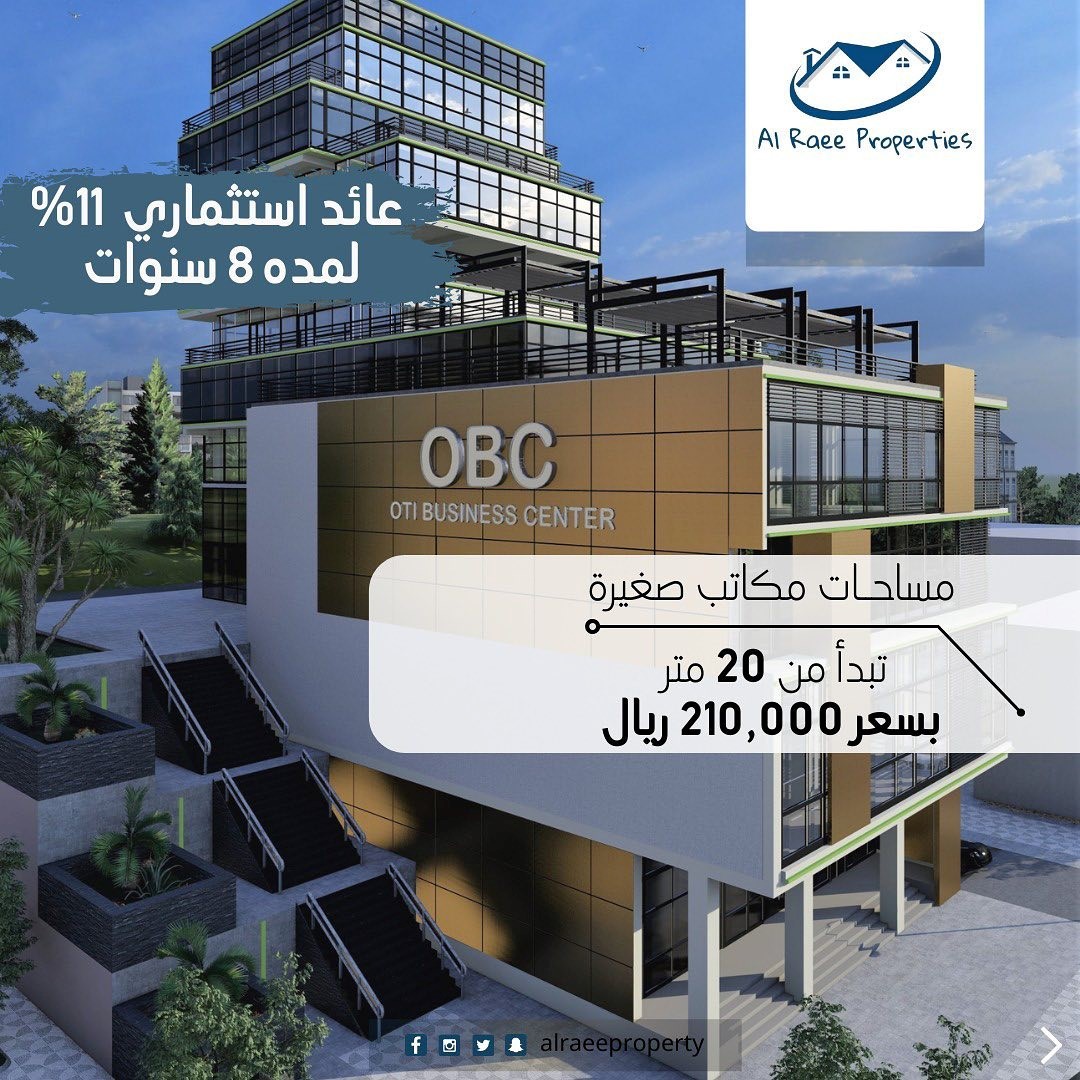 Al Raee Properties
عائد استثماري 11%
لمده 8 سنوات
OBC
OTI BUSINESS CENTER
مساحات مكاتب صغيرة
تبدأ من 20 متر
بسعر 210,000 ريال
alraeeproperty